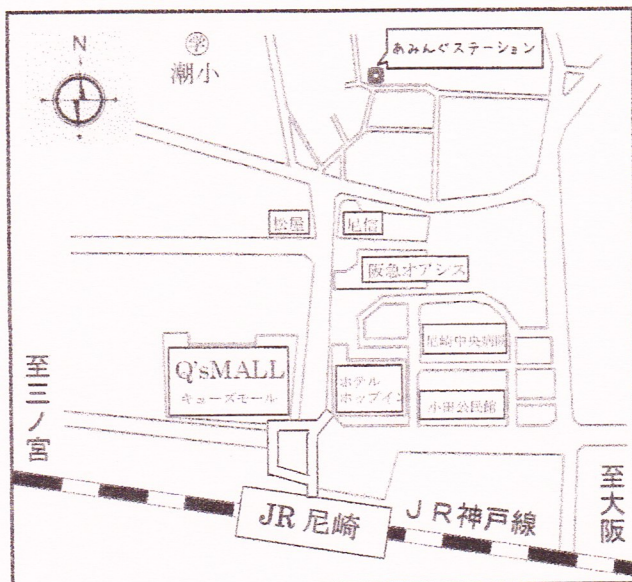 N
学
潮小
あみんぐステーション
松屋
尼信
阪急オアシス
尼崎中央病院
Q'sMALL
キューズモール
ホテル
ホップイン
小田公民館
至三ノ宮
至大阪
JR 尼崎
JR神戸線